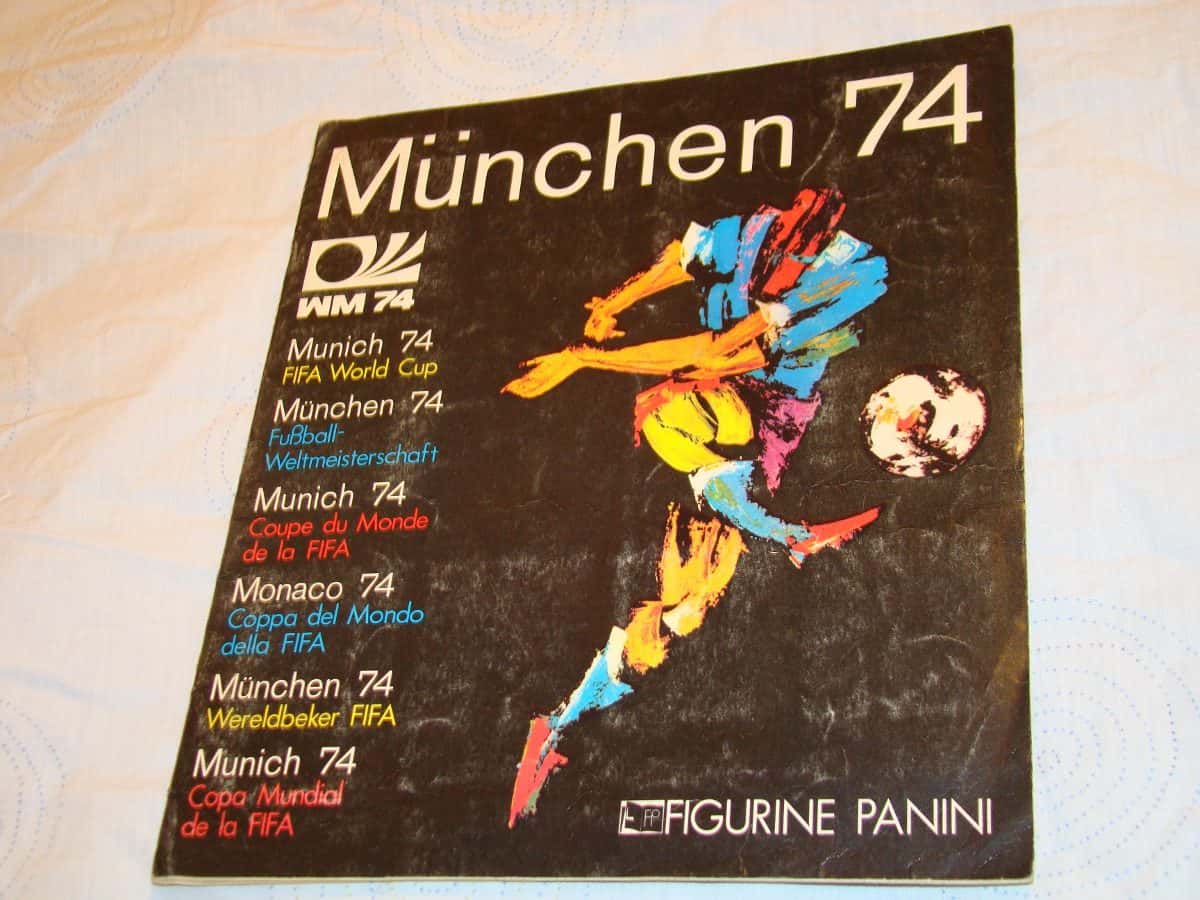 München 74
WM 74
Munich 74
FIFA World Cup
München 74
Fußball-
Weltmeisterschaft
Munich 74
Coupe du Monde
de la FIFA
Monaco 74
Coppa del Mondo
della FIFA
München 74
Wereldbeker FIFA
Munich 74
Copa Mundial
de la FIFA
FP FIGURINE PANINI